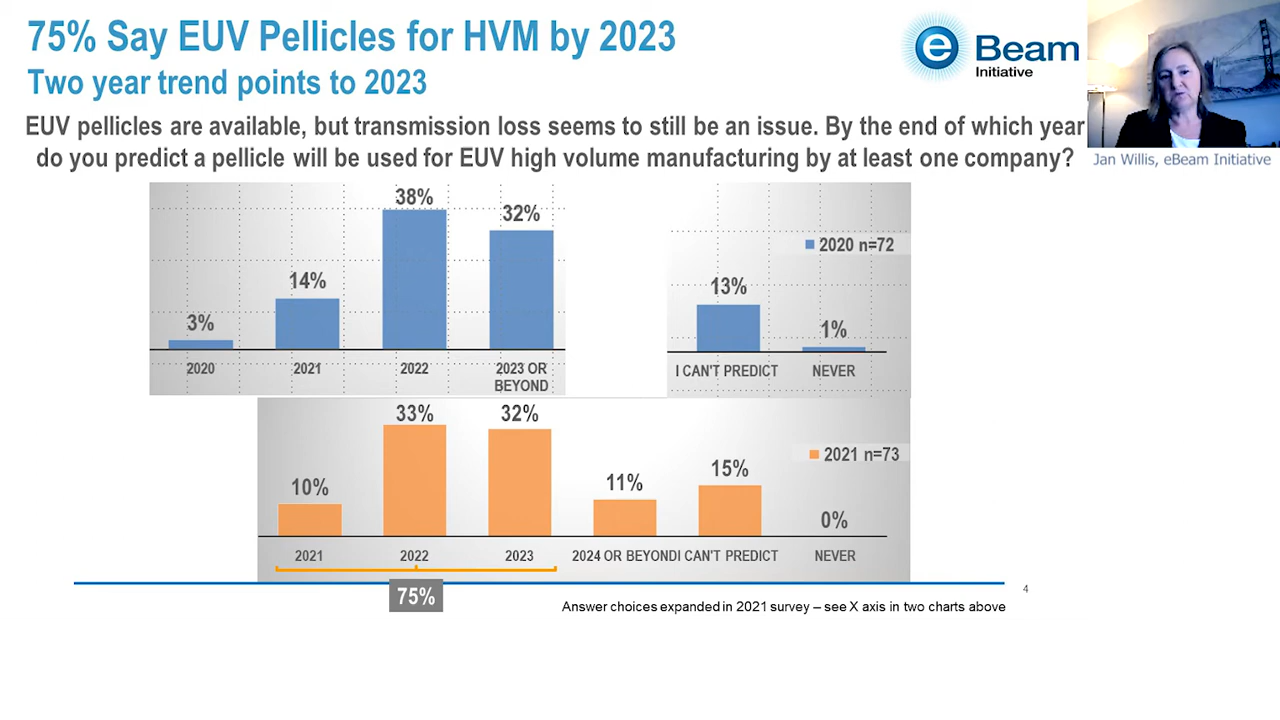 75% Say EUV Pellicles for HVM by 2023
Two year trend points to 2023
e Beam
Initiative
EUV pellicles are available, but transmission loss seems to still be an issue. By the end of which year
do you predict a pellicle will be used for EUV high volume manufacturing by at least one company?
Jan Willis, eBeam Initiative
38%
32%
14%
3%
2020
2021
2022
2023 OR
BEYOND
2020 n=72
13%
1%
I CAN'T PREDICT
NEVER
33%
32%
10%
11%
15%
0%
2021 n=73
2021
2022
2023
2024 OR BEYOND
I CAN'T PREDICT
NEVER
75%
4
Answer choices expanded in 2021 survey – see X axis in two charts above